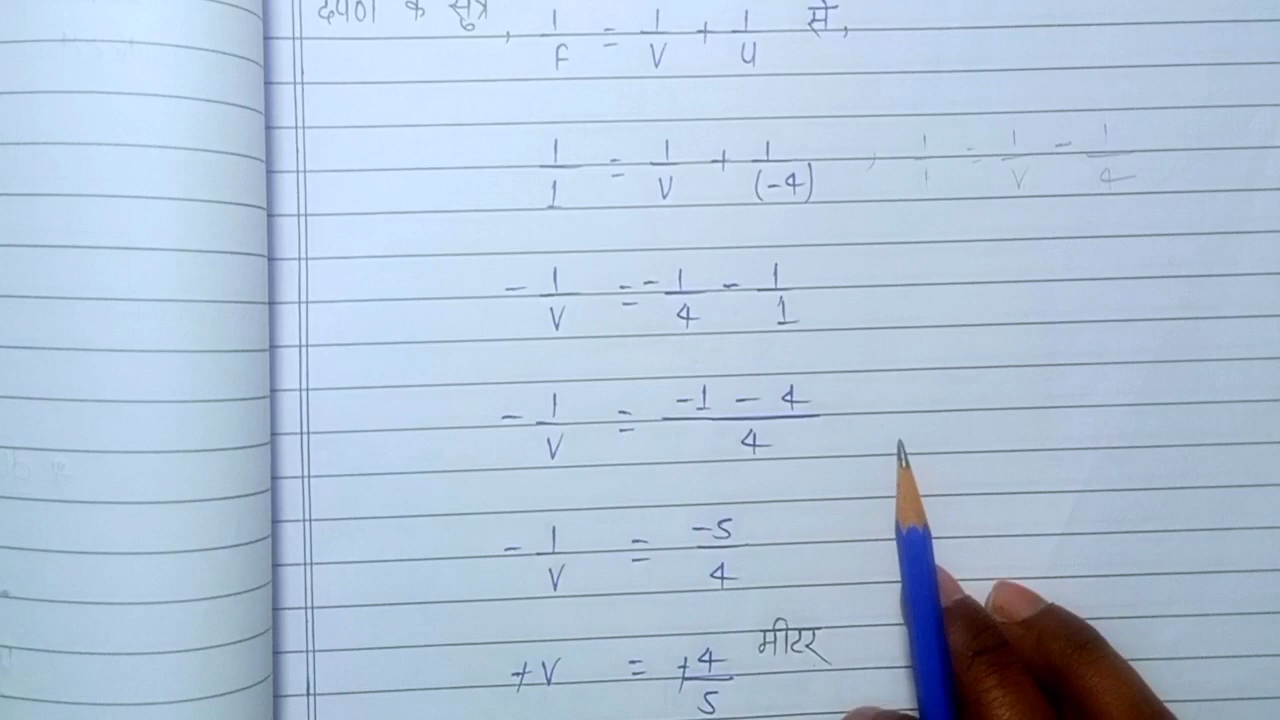 दर्पण के सूत्र, 1/F = 1/V + 1/U से,
1/1 = 1/V + 1/(-4) , 1/1 = 1/V - 1/4
- 1/V = - 1/4 - 1/1
- 1/V = (-1 - 4)/4
- 1/V = -5/4
+V = +4/5 मीटर